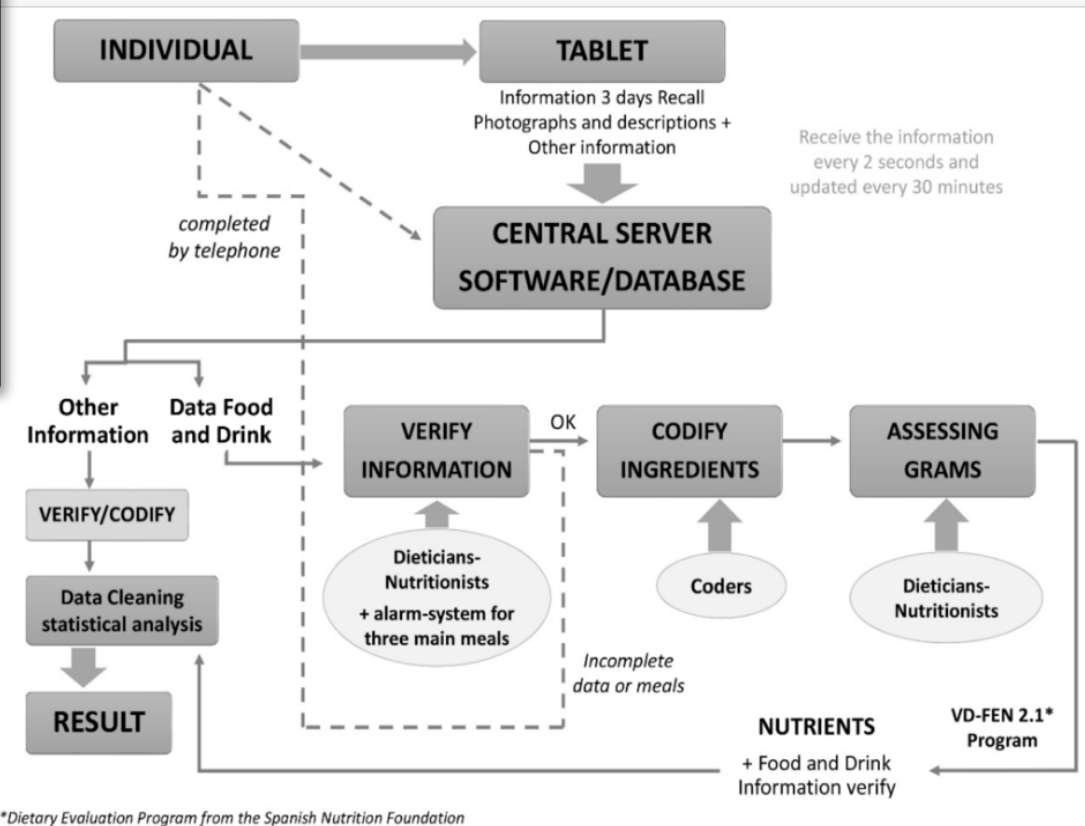 INDIVIDUAL
TABLET
Information 3 days Recall
Photographs and descriptions +
Other information
Receive the information
every 2 seconds and
updated every 30 minutes
completed
by telephone
CENTRAL SERVER
SOFTWARE/DATABASE
Other
Information
Data Food
and Drink
VERIFY
INFORMATION
OK
CODIFY
INGREDIENTS
ASSESSING
GRAMS
VERIFY/CODIFY
Dieticians-
Nutritionists
+ alarm-system for
three main meals
Coders
Dieticians-
Nutritionists
Data Cleaning
statistical analysis
Incomplete
data or meals
RESULT
NUTRIENTS
+ Food and Drink
Information verify
VD-FEN 2.1*
Program
*Dietary Evaluation Program from the Spanish Nutrition Foundation